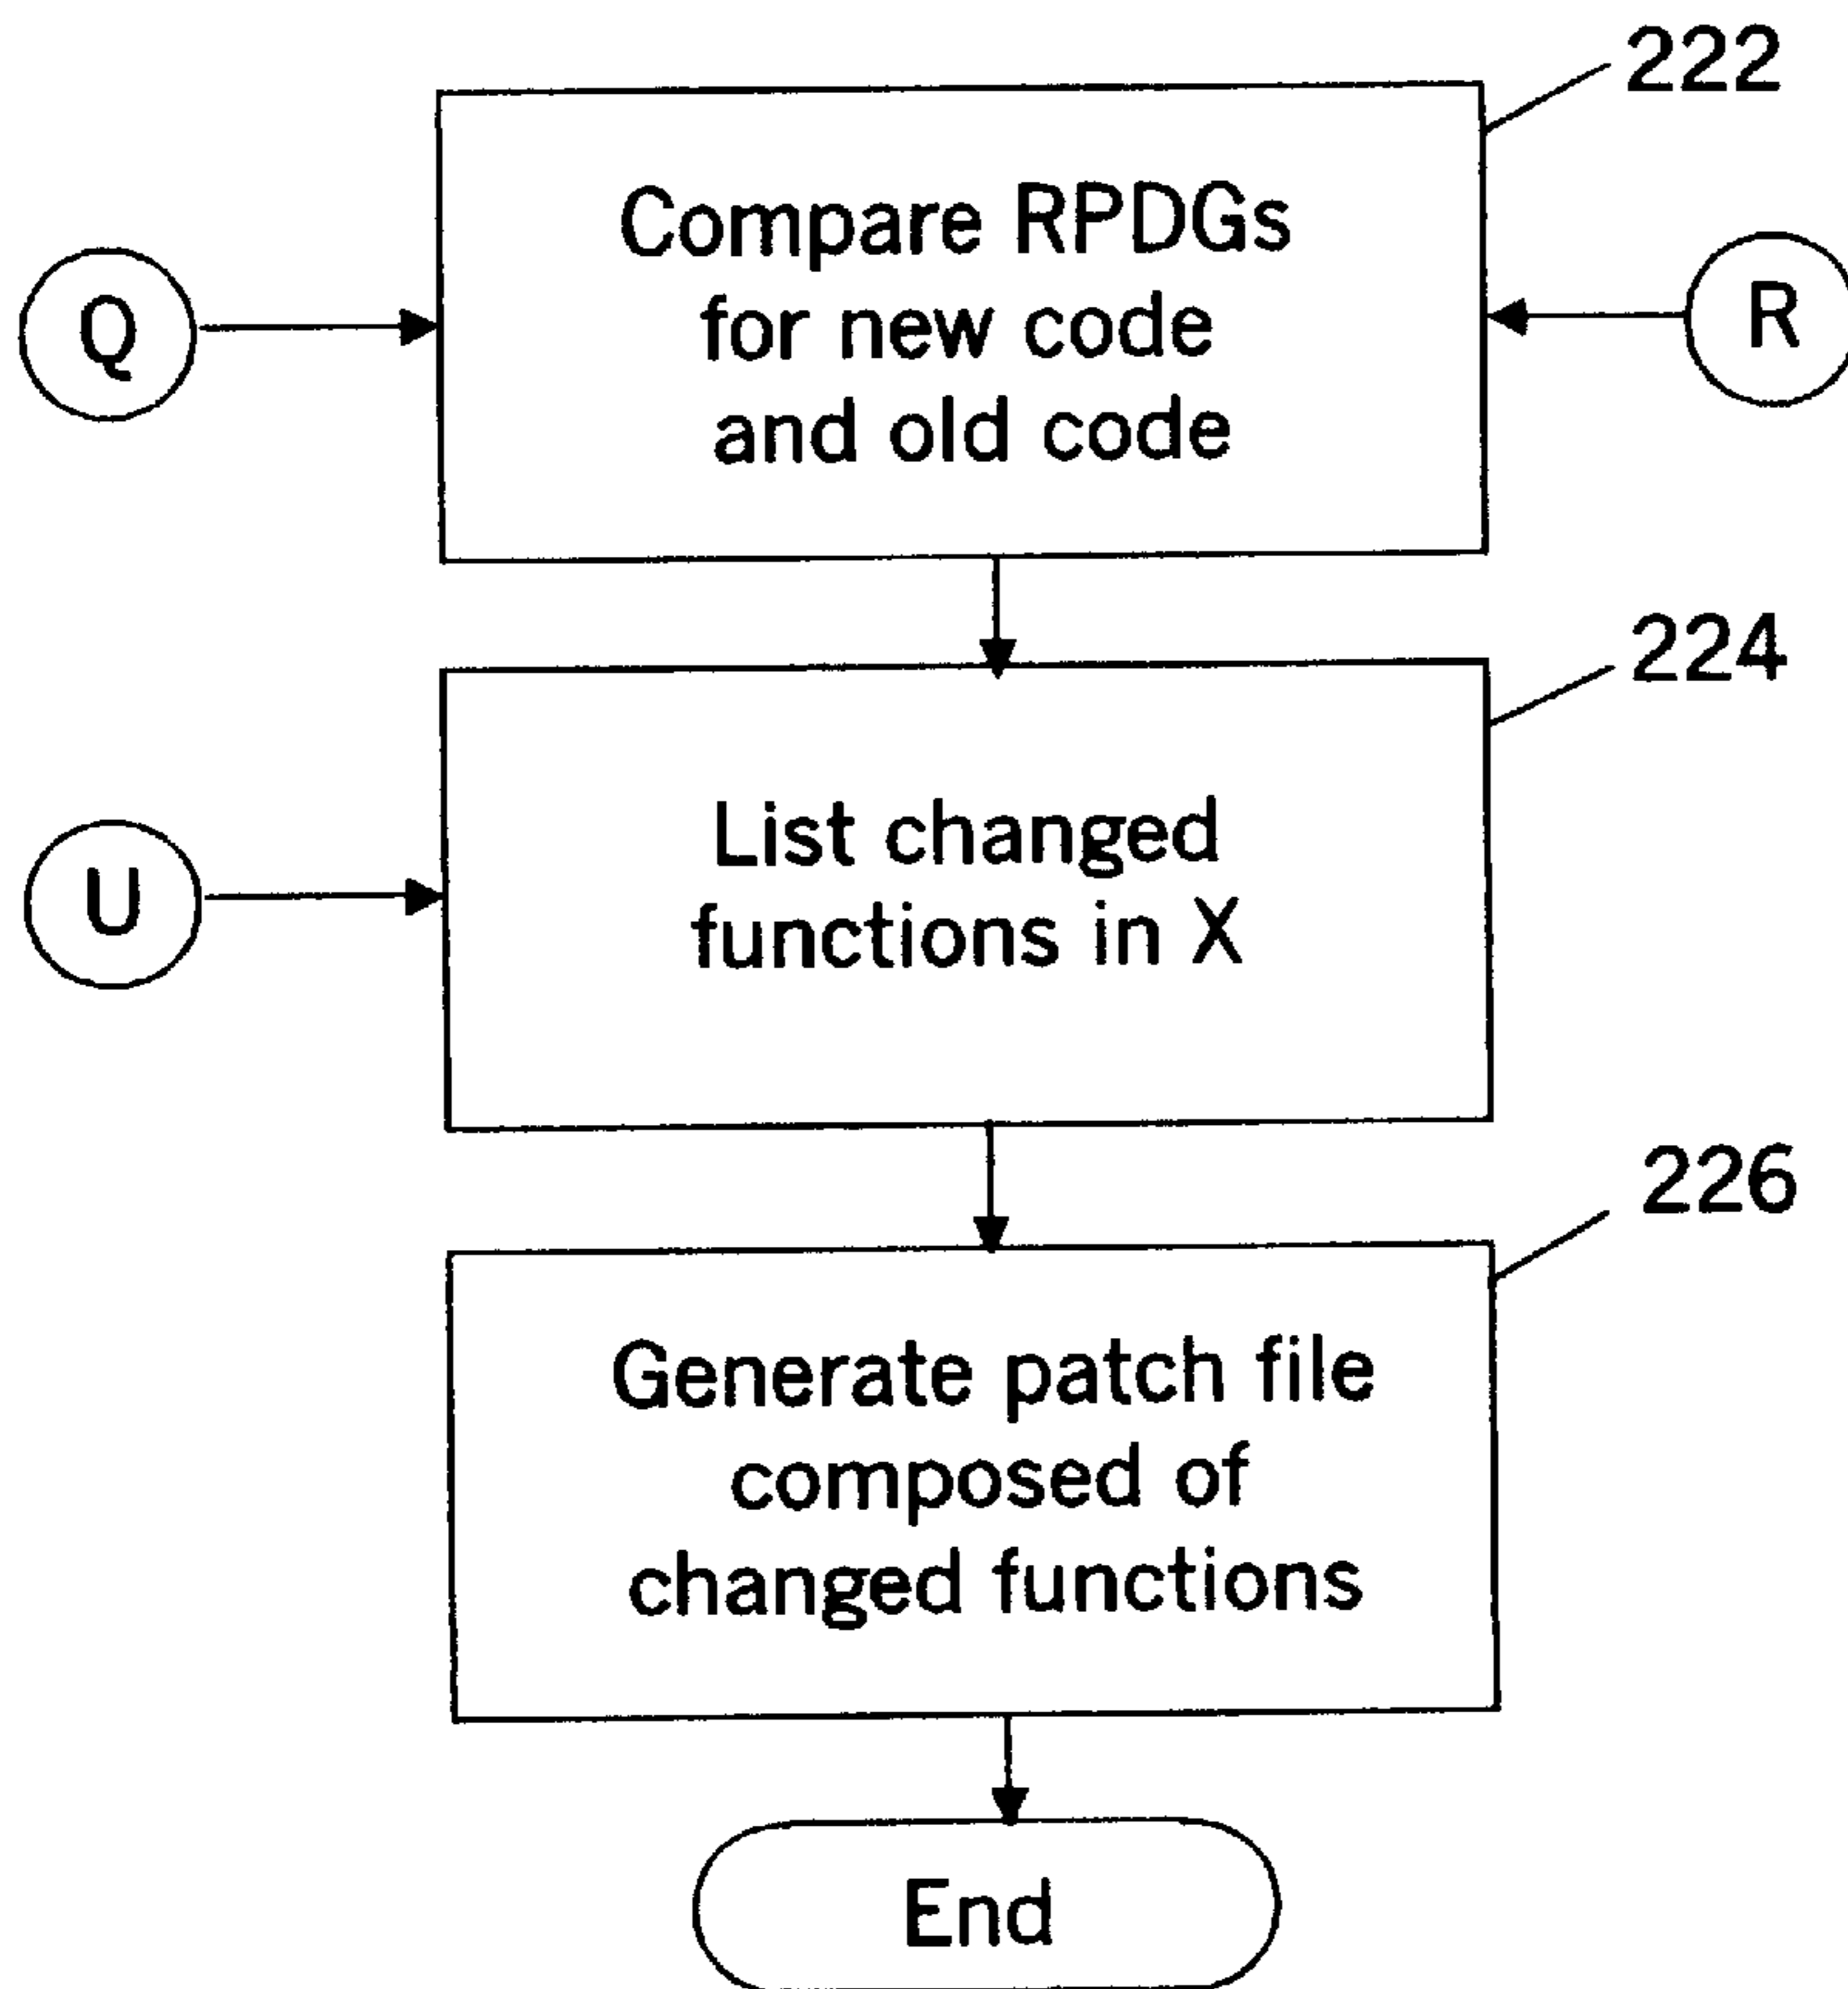 222
Compare RPDGs
for new code
and old code
Q
R
224
List changed
functions in X
U
226
Generate patch file
composed of
changed functions
End